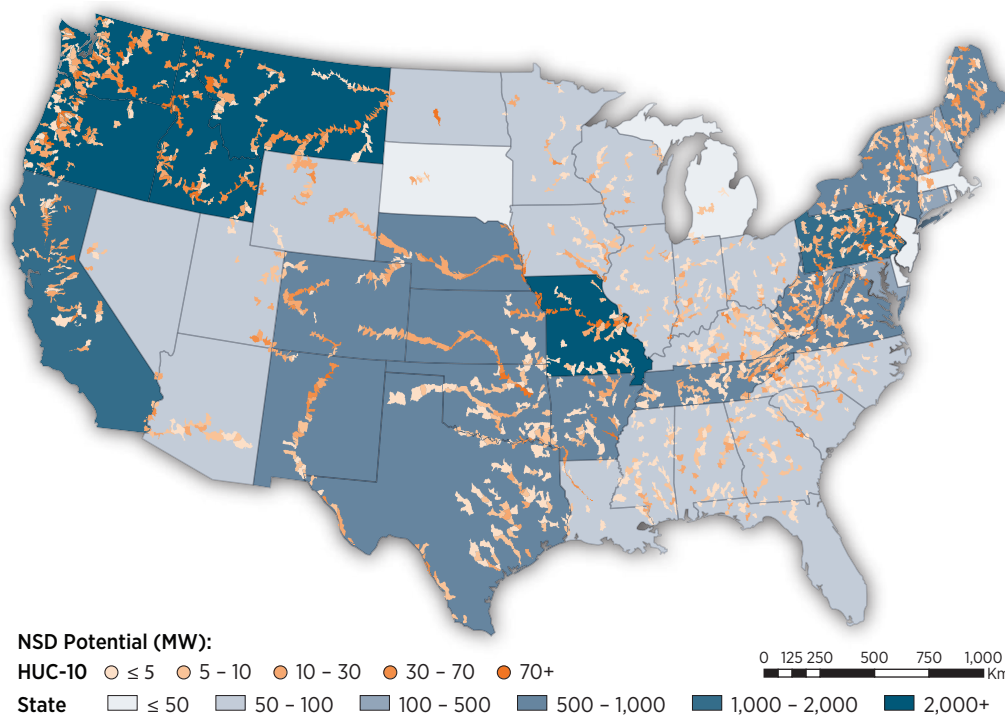 NSD Potential (MW):
HUC-10 ≤ 5 5 – 10 10 – 30 30 – 70 70+
State ≤ 50 50 – 100 100 – 500 500 – 1,000 1,000 – 2,000 2,000+
0 125 250 500 750 1,000
Km